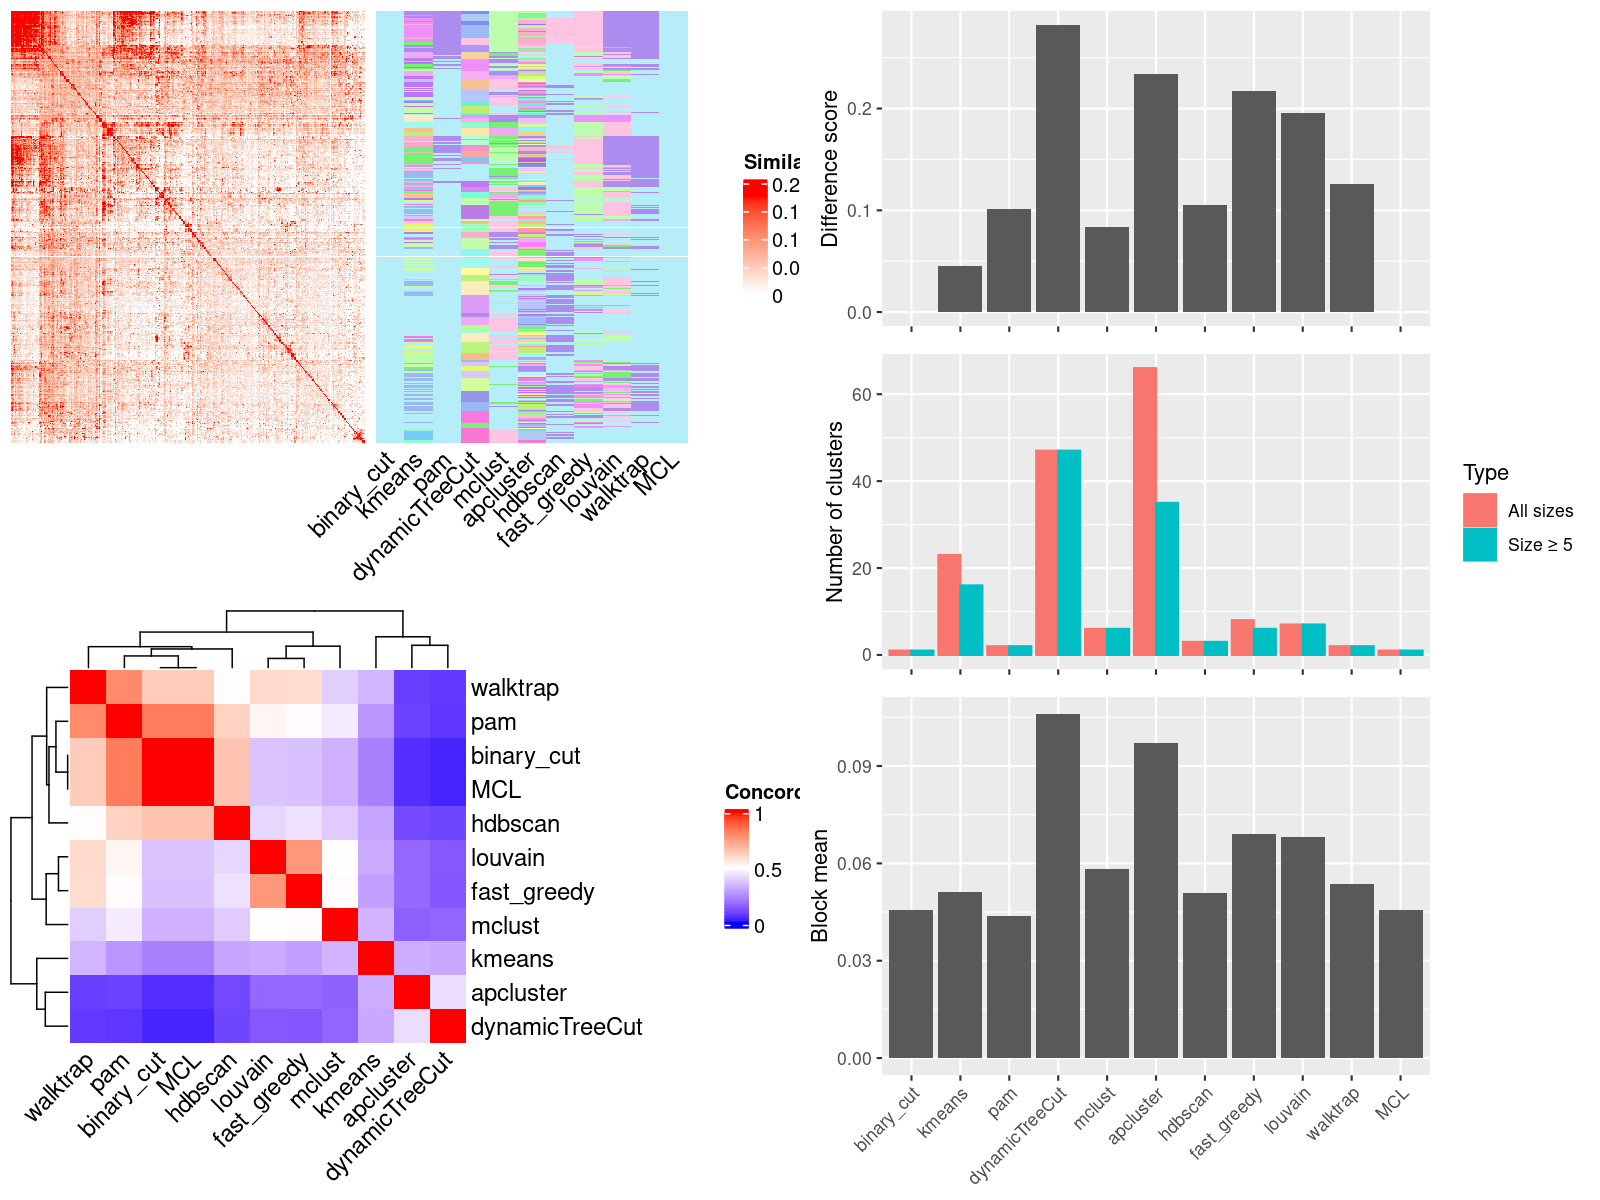 Simila
0.2
0.1
0.1
0.0
0
binary_cut
kmeans
pam
dynamicTreeCut
mclust
apcluster
hdbscan
fast_greedy
louvain
walktrap
MCL
walktrap
pam
binary_cut
MCL
hdbscan
louvain
fast_greedy
mclust
kmeans
apcluster
dynamicTreeCut
walktrap
pam
binary_cut
MCL
hdbscan
louvain
fast_greedy
mclust
kmeans
apcluster
dynamicTreeCut
Concord
1
0.5
0
Difference score
0.2
0.1
0.0
Number of clusters
60
40
20
0
Type
All sizes
Size ≥ 5
Block mean
0.09
0.06
0.03
0.00
binary_cut
kmeans
pam
dynamicTreeCut
mclust
apcluster
hdbscan
fast_greedy
louvain
walktrap
MCL